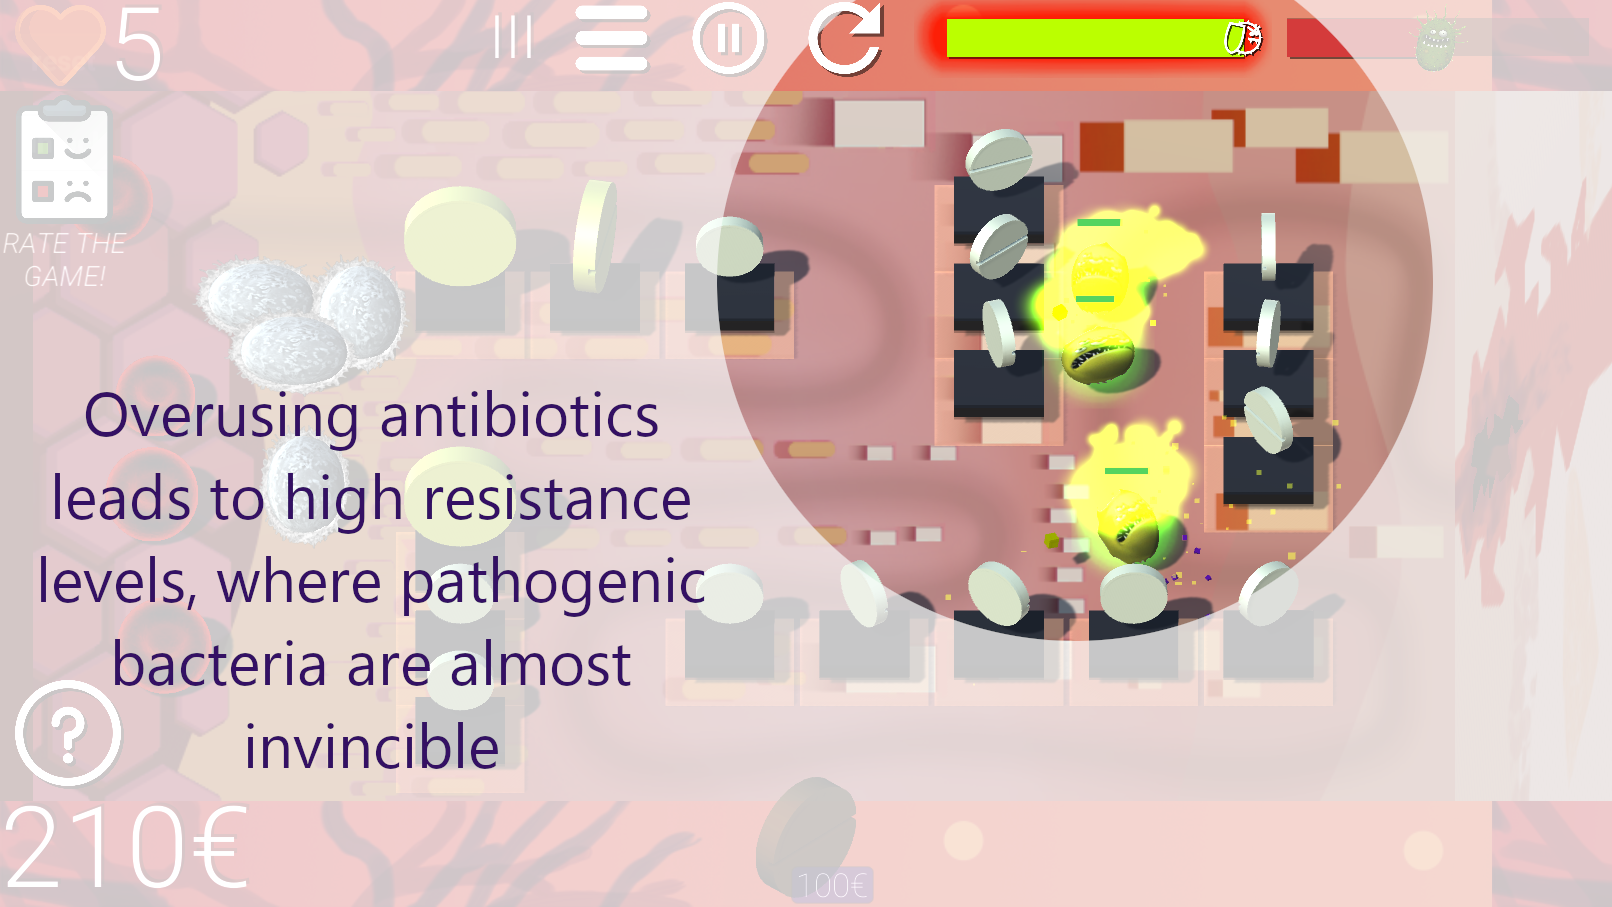 5
RATE THE
GAME!
Overusing antibiotics
leads to high resistance
levels, where pathogenic
bacteria are almost
invincible
?
210€
100€